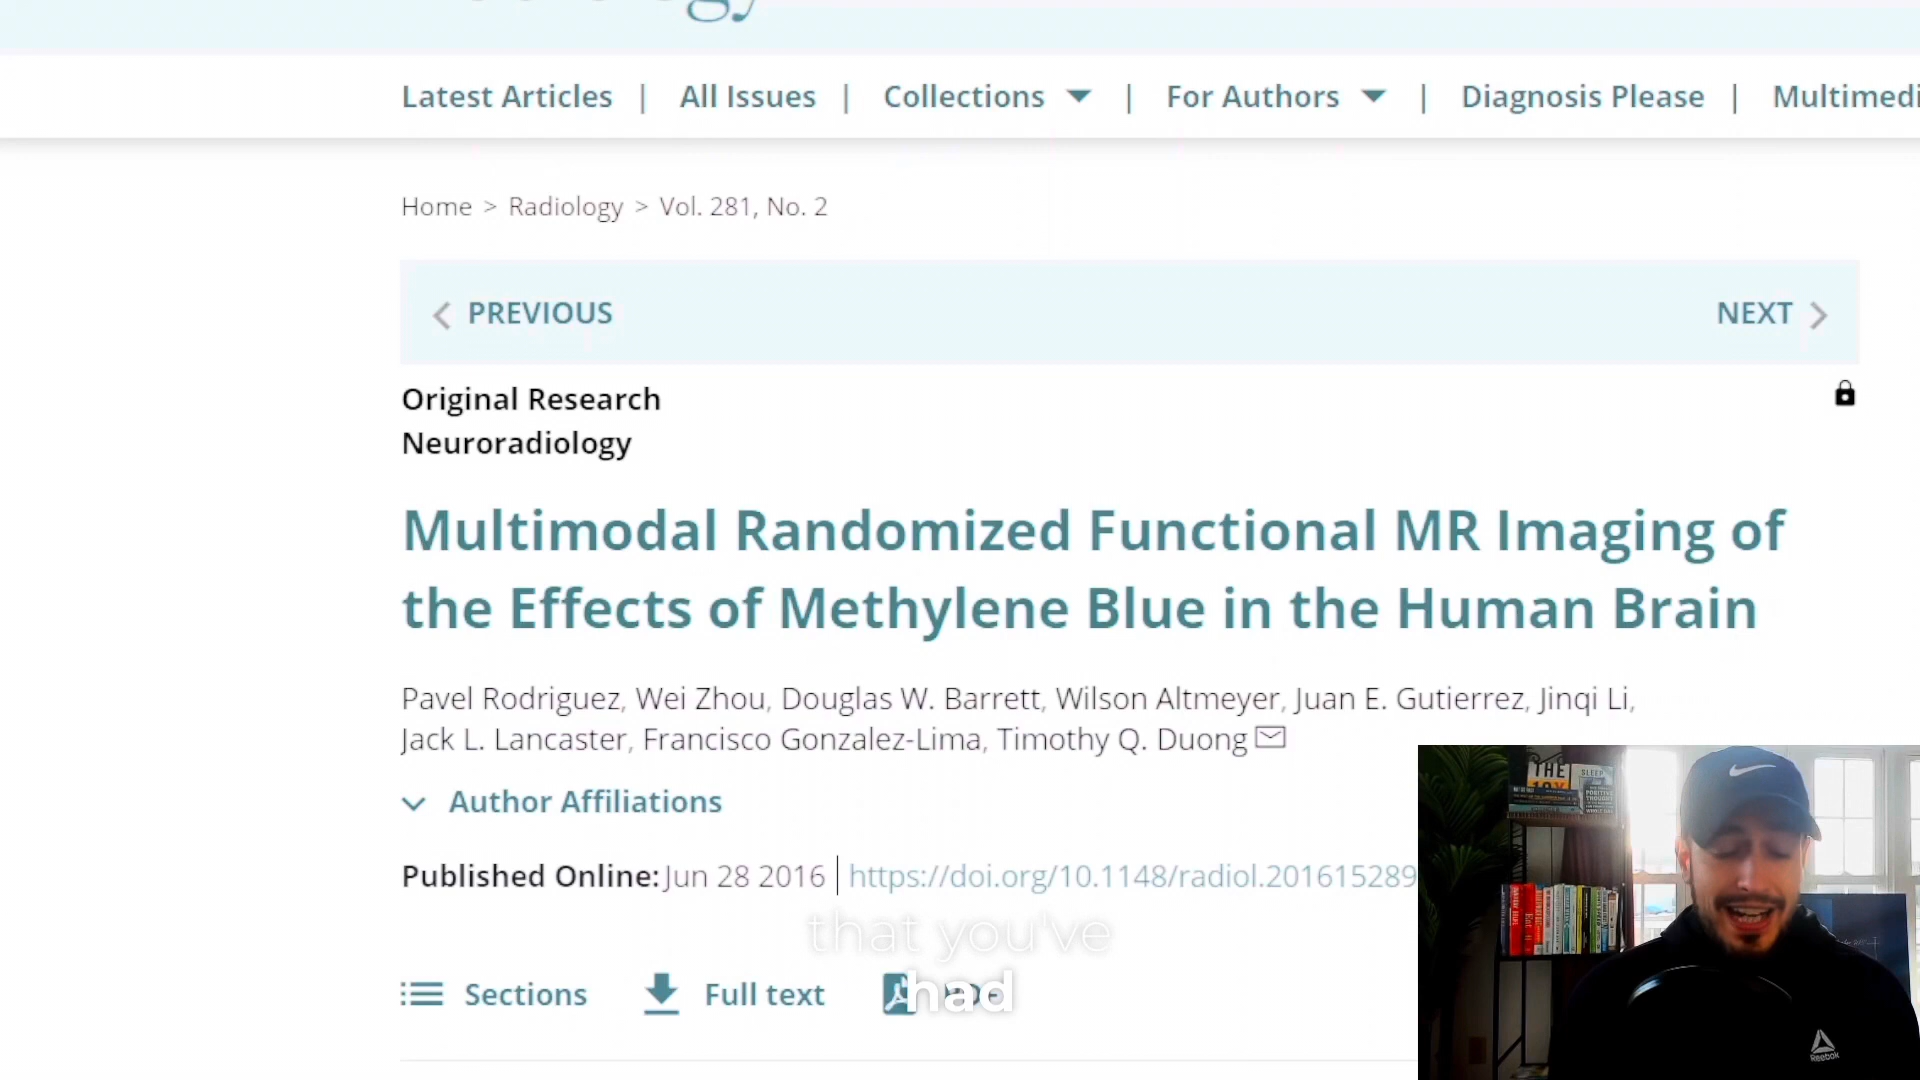 Latest Articles | All Issues | Collections | For Authors | Diagnosis Please | Multimedi
Home > Radiology > Vol. 281, No. 2
PREVIOUS
NEXT
Original Research
Neuroradiology
Multimodal Randomized Functional MR Imaging of
the Effects of Methylene Blue in the Human Brain
Pavel Rodriguez, Wei Zhou, Douglas W. Barrett, Wilson Altmeyer, Juan E. Gutierrez, Jinqi Li,
Jack L. Lancaster, Francisco Gonzalez-Lima, Timothy Q. Duong
Author Affiliations
Published Online: Jun 28 2016 | https://doi.org/10.1148/radiol.201615289
that you've
had
Sections
Full text
THE
SLEEP
Reebok